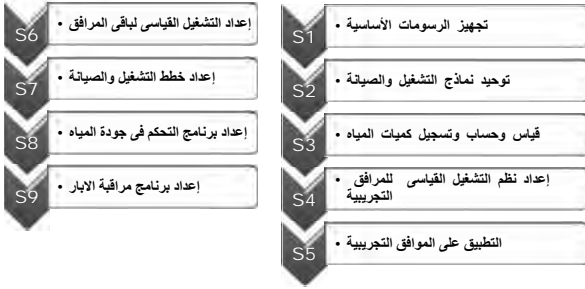 S1
تجهيز الرسومات الأساسية •
S2
توحيد نماذج التشغيل والصيانة •
S3
قياس وحساب وتسجيل كميات المياه •
S4
إعداد نظم التشغيل القياسى للمرافق •
التجريبية
S5
التطبيق على الموافق التجريبية •
S6
إعداد التشغيل القياسى لباقى المرافق •
S7
إعداد خطط التشغيل والصيانة •
S8
إعداد برنامج التحكم فى جودة المياه •
S9
إعداد برنامج مراقبة الابار •